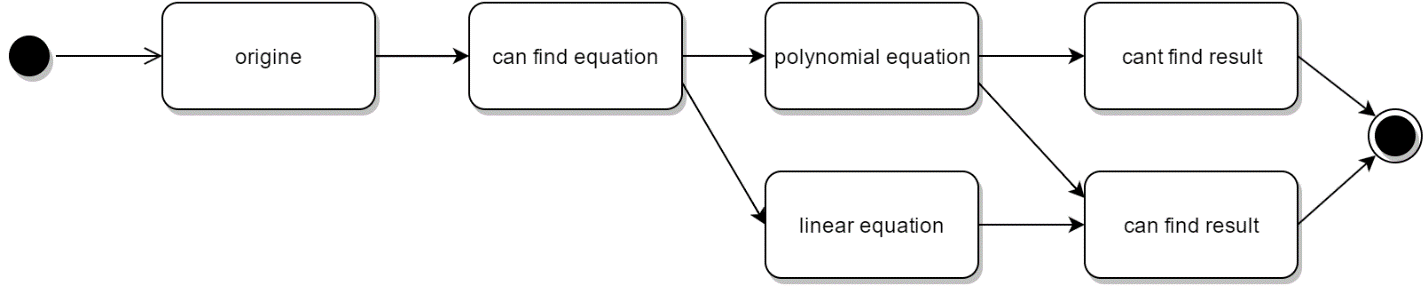 origine
can find equation
polynomial equation
cant find result
linear equation
can find result